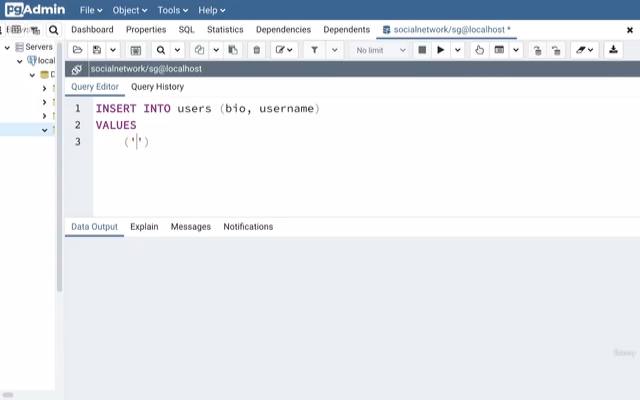 pgAdmin File Object Tools Help
Dashboard Properties SQL Statistics Dependencies Dependents socialnetwork/sg@localhost *
Servers
local
No limit
socialnetwork/sg@localhost
Query Editor Query History
1 INSERT INTO users (bio, username)
2 VALUES
3 ('')
Data Output Explain Messages Notifications